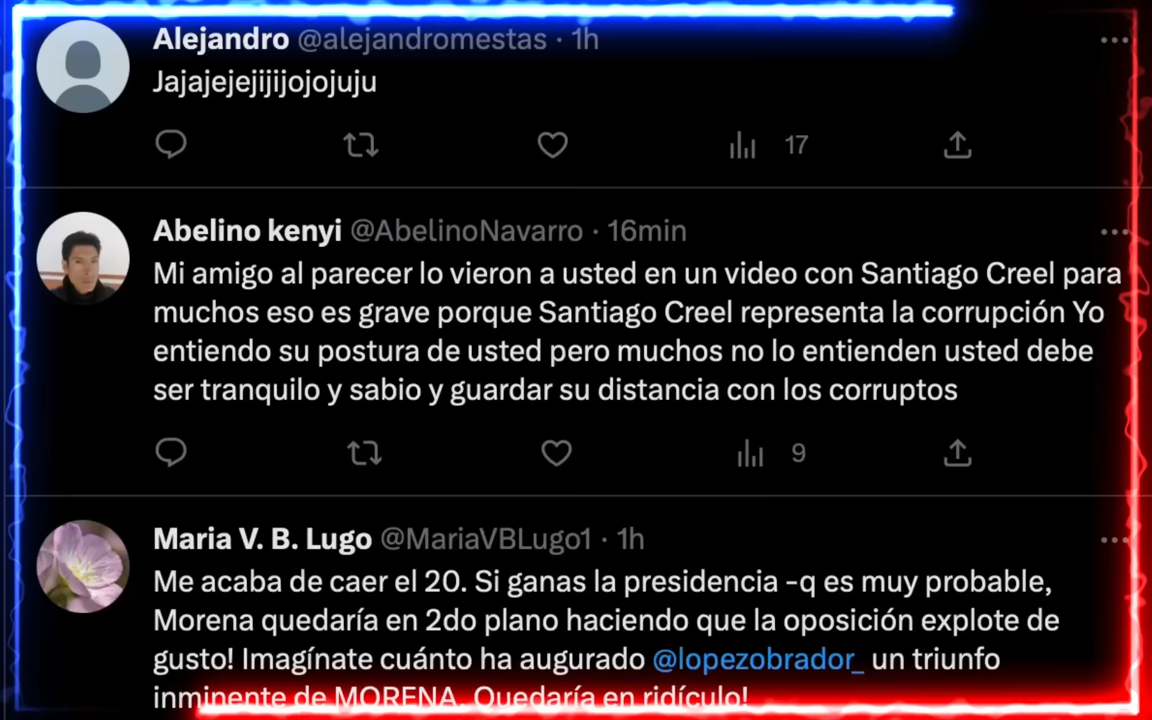 Alejandro @alejandromestas · 1h
Jajajejejijijojojuju
17
Abelino kenyi @AbelinoNavarro · 16min
Mi amigo al parecer lo vieron a usted en un video con Santiago Creel para
muchos eso es grave porque Santiago Creel representa la corrupción Yo
entiendo su postura de usted pero muchos no lo entienden usted debe
ser tranquilo y sabio y guardar su distancia con los corruptos
9
Maria V. B. Lugo @MariaVBLugo1 · 1h
Me acaba de caer el 20. Si ganas la presidencia -q es muy probable,
Morena quedaría en 2do plano haciendo que la oposición explote de
gusto! Imagínate cuánto ha augurado @lopezobrador_ un triunfo
inminente de MORENA. Quedaría en ridículo!